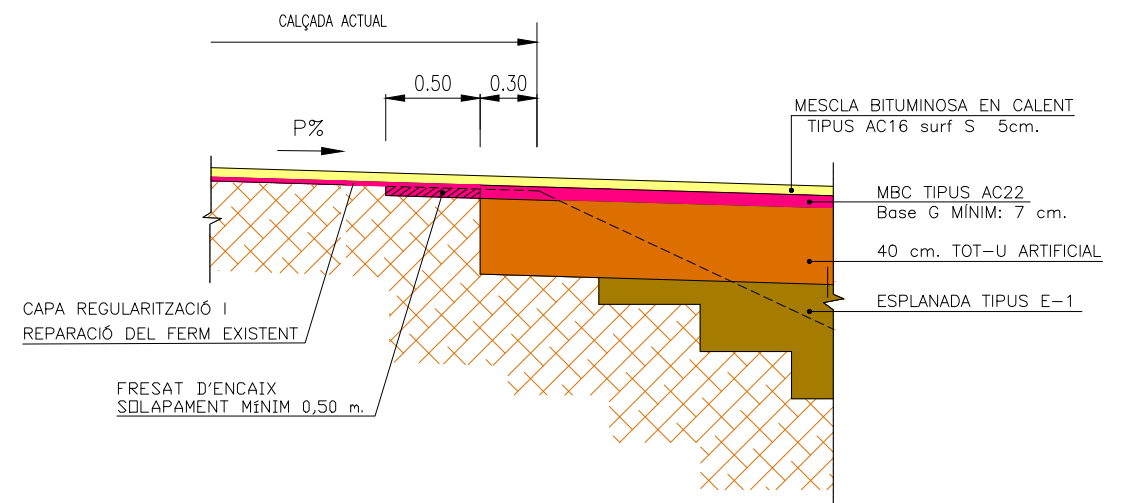 CALÇADA ACTUAL
0.50
0.30
P%
MESCLA BITUMINOSA EN CALENT
TIPUS AC16 surf S 5cm.
MBC TIPUS AC22
Base G MÍNIM: 7 cm.
40 cm. TOT-U ARTIFICIAL
ESPLANADA TIPUS E-1
CAPA REGULARITZACIÓ I
REPARACIÓ DEL FERM EXISTENT
FRESAT D'ENCAIX
SOLAPAMENT MíNIM 0,50 m.